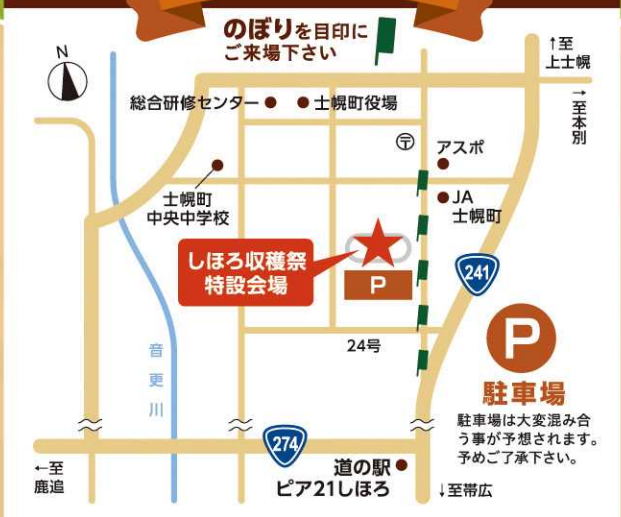 のぼりを目印に
ご来場下さい
N
↑至
上士幌
→至本別
総合研修センター
士幌町役場
〒
アスポ
士幌町
中央中学校
JA
士幌町
しほろ収穫祭
特設会場
P
241
24号
P
駐車場
駐車場は大変混み合
う事が予想されます。
予めご了承下さい。
音更川
274
←至
鹿追
道の駅
ピア21しほろ
↓至帯広